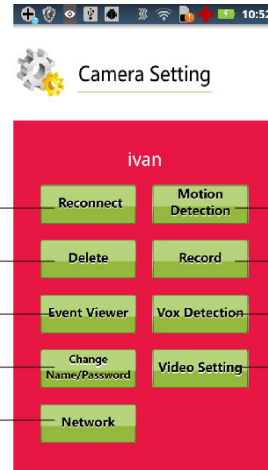 10:52
Camera Setting
ivan
Reconnect
Motion
Detection
Delete
Record
Event Viewer
Vox Detection
Change
Name/Password
Video Setting
Network